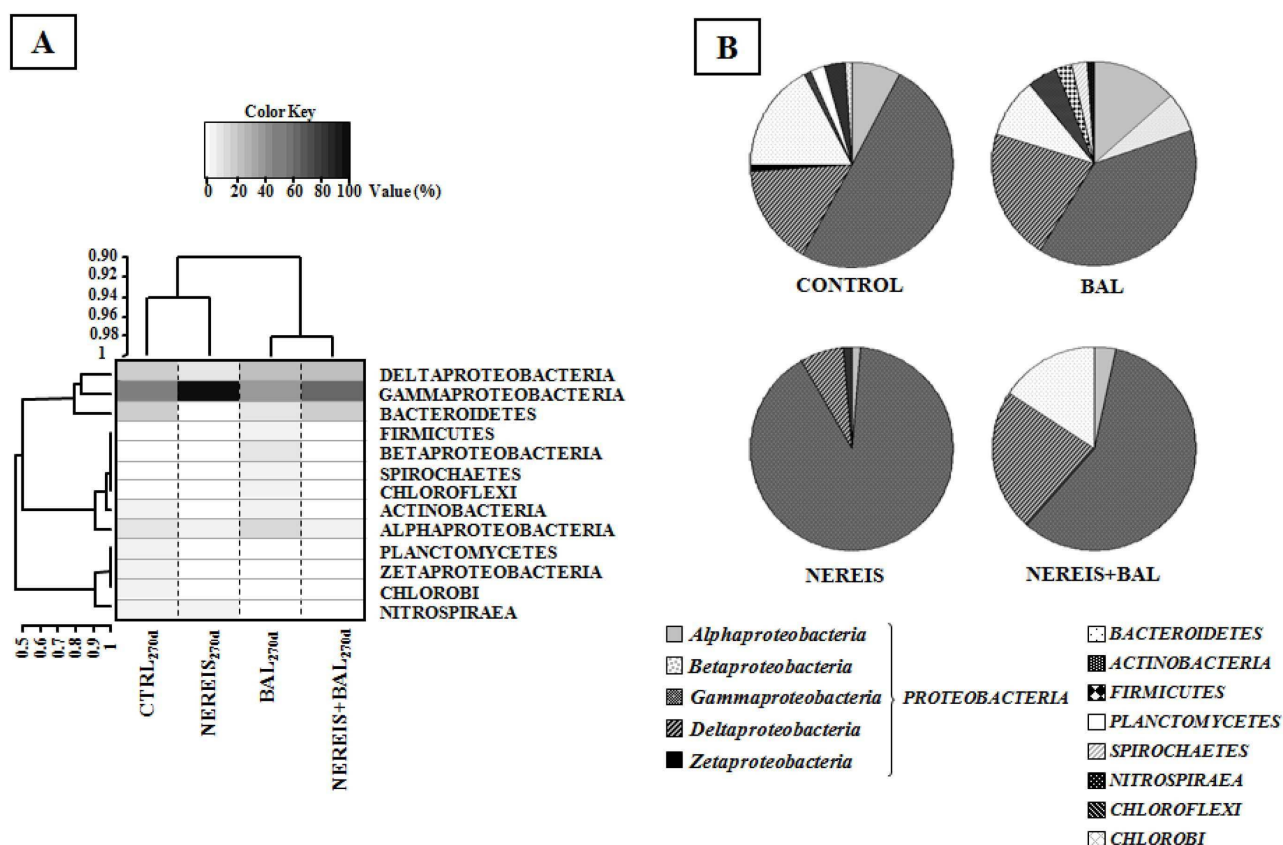 A
Color Key
0 20 40 60 80 100 Value (%)
0.90
0.92
0.94
0.96
0.98
1
DELTAPROTEOBACTERIA
GAMMAPROTEOBACTERIA
BACTEROIDETES
FIRMICUTES
BETAPROTEOBACTERIA
SPIROCHAETES
CHLOROFLEXI
ACTINOBACTERIA
ALPHAPROTEOBACTERIA
PLANCTOMYCETES
ZETAPROTEOBACTERIA
CHLOROBI
NITROSPIRAEA
0.5 0.6 0.7 0.8 0.9 1
CTRL270d
NEREIS270d
BAL270d
NEREIS+BAL270d
B
CONTROL
BAL
NEREIS
NEREIS+BAL
Alphaproteobacteria
Betaproteobacteria
Gammaproteobacteria
Deltaproteobacteria
Zetaproteobacteria
PROTEOBACTERIA
BACTEROIDETES
ACTINOBACTERIA
FIRMICUTES
PLANCTOMYCETES
SPIROCHAETES
NITROSPIRAEA
CHLOROFLEXI
CHLOROBI